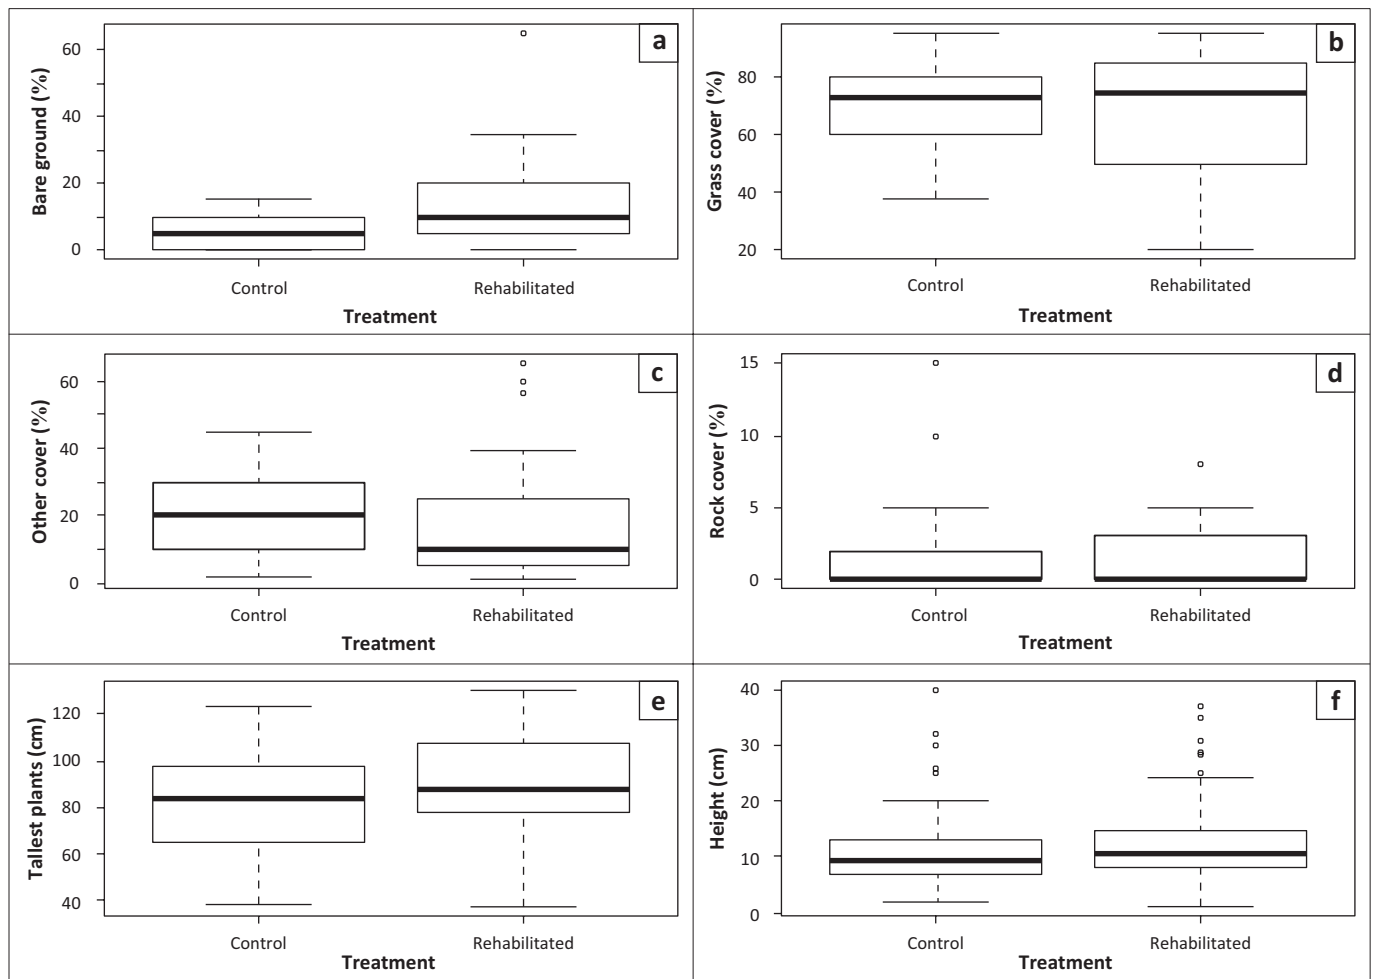 a
Bare ground (%)
60
40
20
0
Control Rehabilitated
Treatment
b
Grass cover (%)
80
60
40
20
Control Rehabilitated
Treatment
c
Other cover (%)
60
40
20
0
Control Rehabilitated
Treatment
d
Rock cover (%)
15
10
5
0
Control Rehabilitated
Treatment
e
Tallest plants (cm)
120
100
80
60
40
Control Rehabilitated
Treatment
f
Height (cm)
40
30
20
10
0
Control Rehabilitated
Treatment